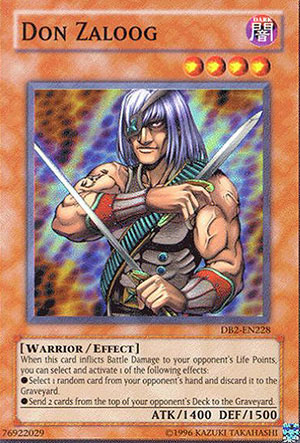 DON ZALOOG
DARK
闇
DB2-EN228
[WARRIOR / EFFECT]
When this card inflicts Battle Damage to your opponent's Life Points,
you can select and activate 1 of the following effects:
●Select 1 random card from your opponent's hand and discard it to the
Graveyard.
●Send 2 cards from the top of your opponent's Deck to the Graveyard.
ATK/1400 DEF/1500
76922029
©1996 KAZUKI TAKAHASHI